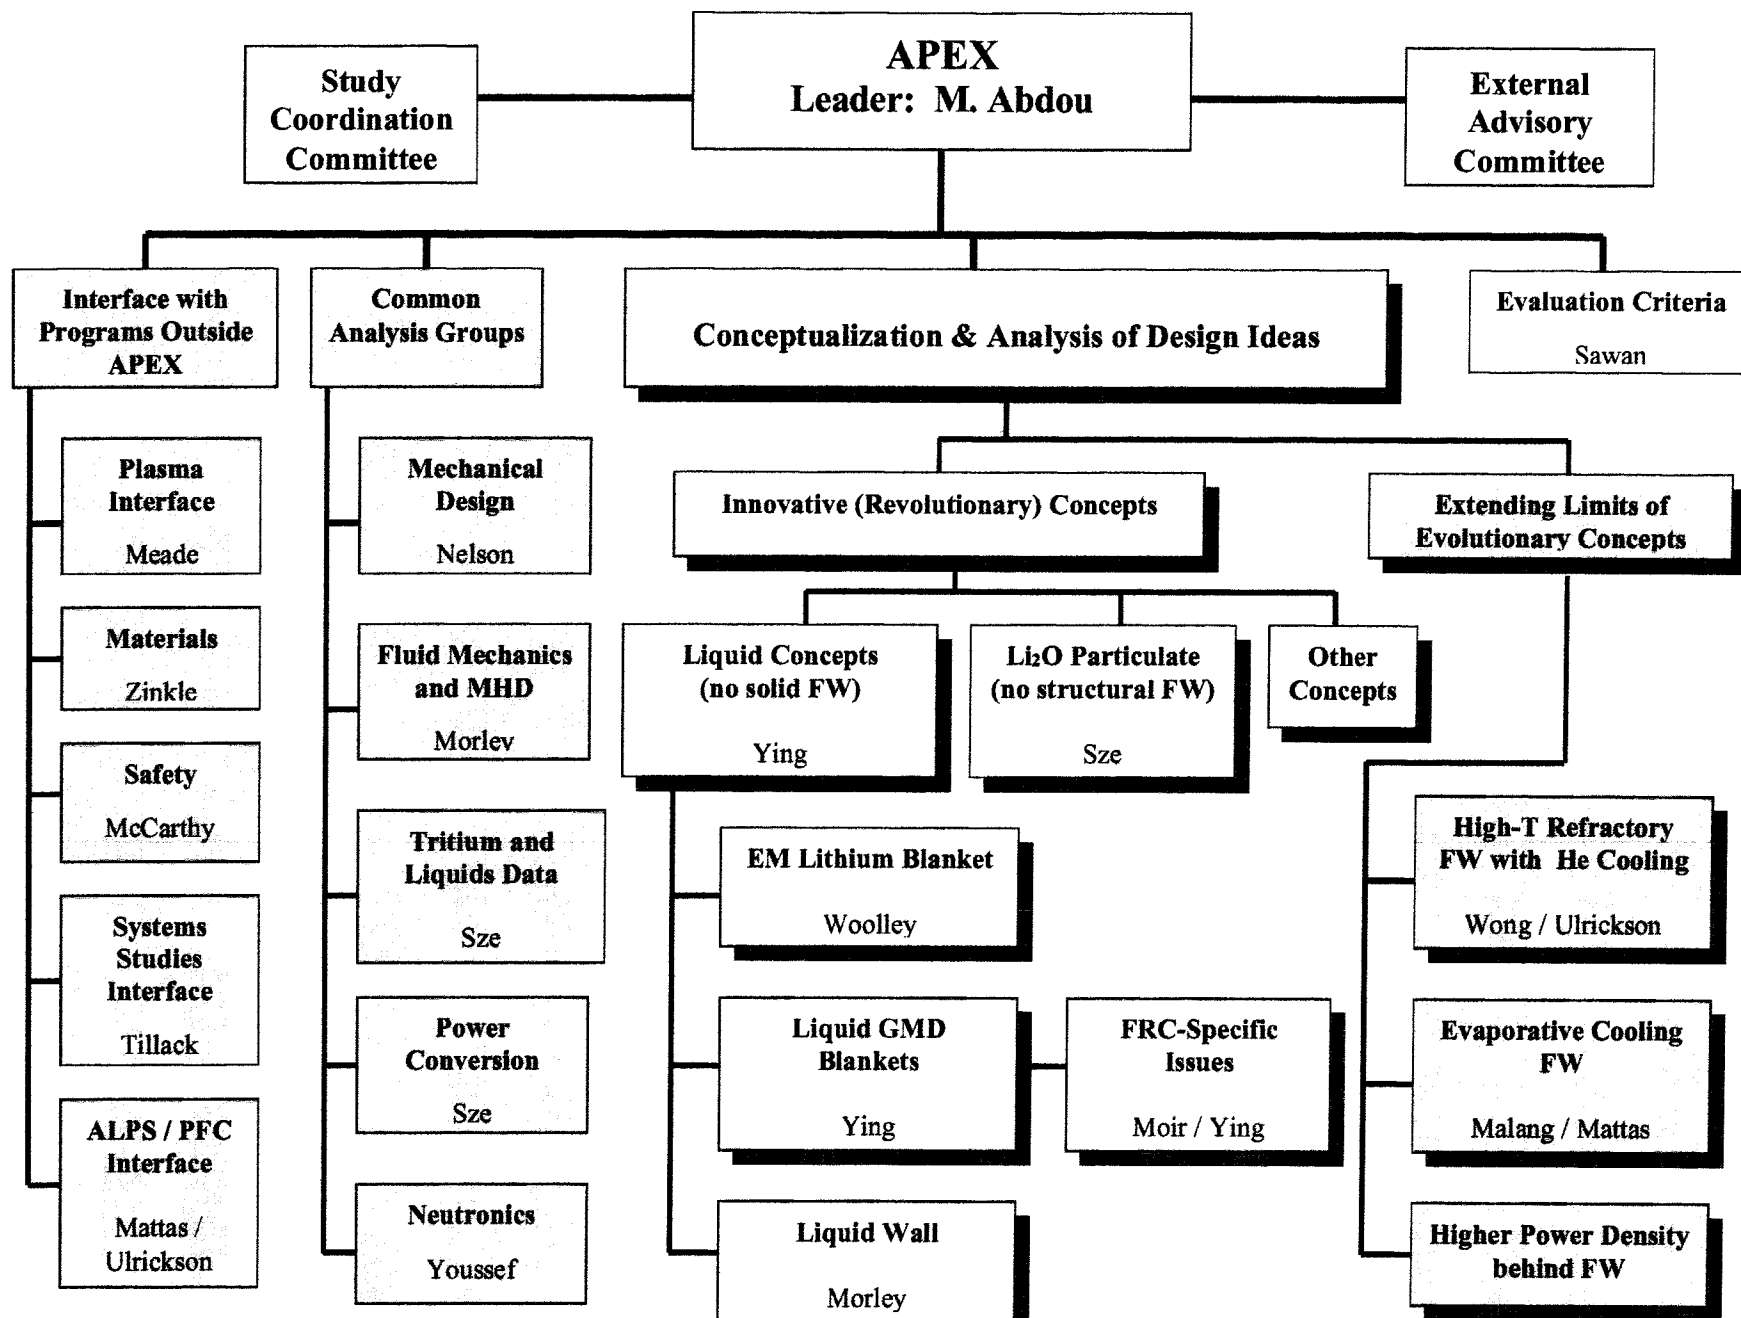 APEX
Leader: M. Abdou
Study
Coordination
Committee
External
Advisory
Committee
Interface with
Programs Outside
APEX
Common
Analysis Groups
Conceptualization & Analysis of Design Ideas
Evaluation Criteria
Sawan
Plasma
Interface
Meade
Materials
Zinkle
Safety
McCarthy
Systems
Studies
Interface
Tillack
ALPS / PFC
Interface
Mattas /
Ulrickson
Mechanical
Design
Nelson
Fluid Mechanics
and MHD
Morlev
Tritium and
Liquids Data
Sze
Power
Conversion
Sze
Neutronics
Youssef
Innovative (Revolutionary) Concepts
Extending Limits of
Evolutionary Concepts
Liquid Concepts
(no solid FW)
Ying
Li₂O Particulate
(no structural FW)
Sze
Other
Concepts
EM Lithium Blanket
Woolley
Liquid GMD
Blankets
Ying
FRC-Specific
Issues
Moir / Ying
Liquid Wall
Morley
High-T Refractory
FW with He Cooling
Wong / Ulrickson
Evaporative Cooling
FW
Malang / Mattas
Higher Power Density
behind FW